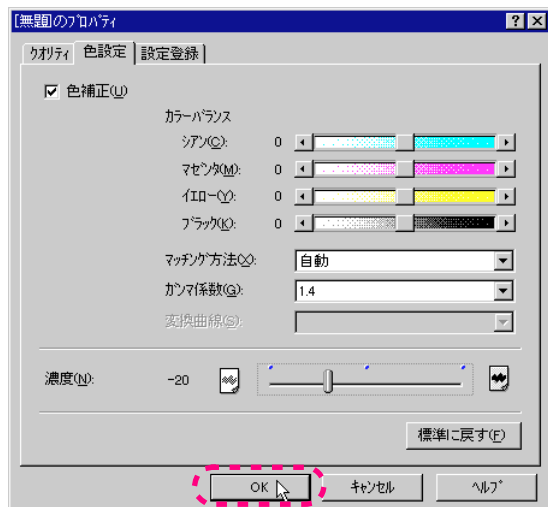 [無題]のﾌﾟﾛﾊﾟﾃｨ
ｸｵﾘﾃｨ 色設定 設定登録
色補正(U)
ｶﾗｰﾊﾞﾗﾝｽ
ｼｱﾝ(C): 0
ﾏｾﾞﾝﾀ(M): 0
ｲｴﾛｰ(Y): 0
ﾌﾞﾗｯｸ(K): 0
ﾏｯﾁﾝｸﾞ方法(X): 自動
ｶﾞﾝﾏ係数(G): 1.4
変換曲線(S):
濃度(N): -20
標準に戻す(F)
OK ｷｬﾝｾﾙ ﾍﾙﾌﾟ